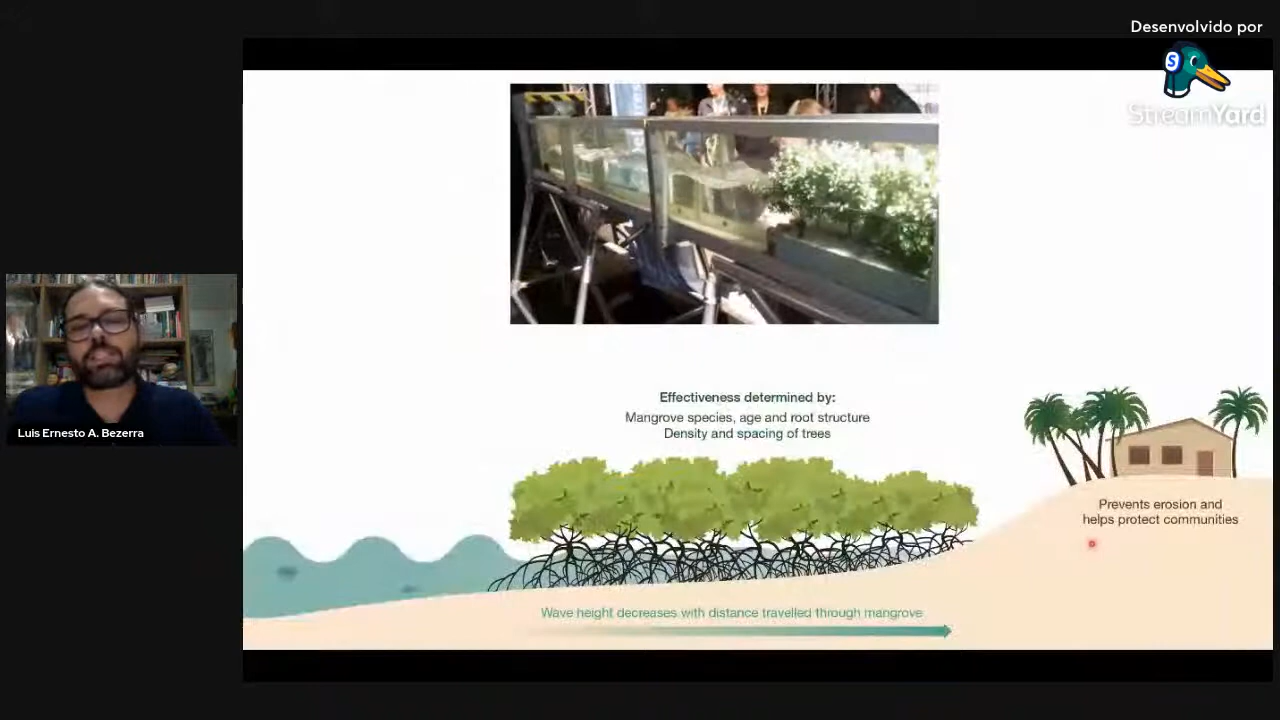 Desenvolvido por
S
StreamYard
Effectiveness determined by:
Mangrove species, age and root structure
Density and spacing of trees
Luis Ernesto A. Bezerra
Prevents erosion and
helps protect communities
Wave height decreases with distance travelled through mangrove